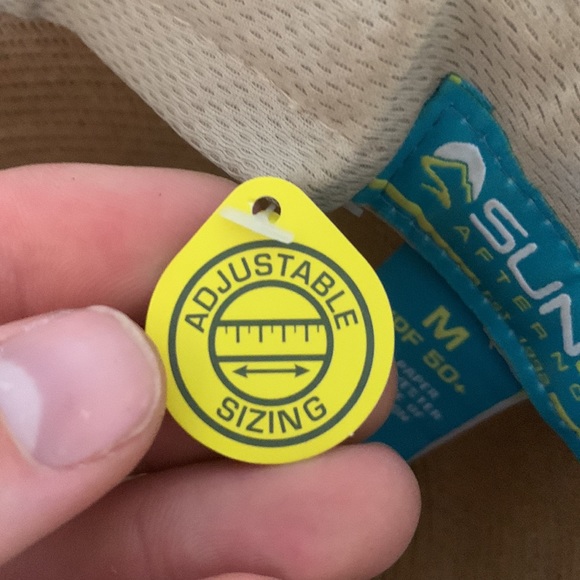 ADJUSTABLE
SIZING
SUN
AFTERNO
M
UPF 50+